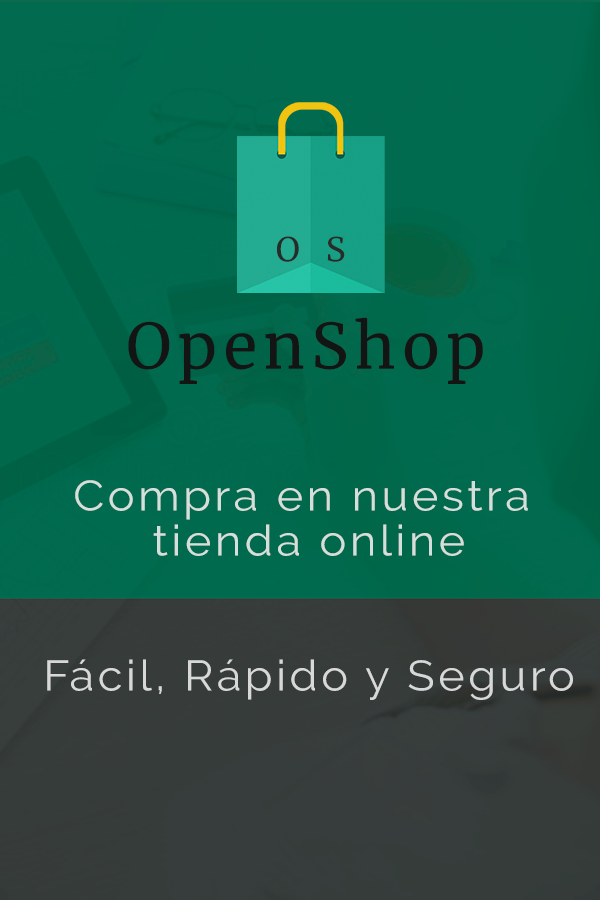 O S
OpenShop
Compra en nuestra
tienda online
Fácil, Rápido y Seguro